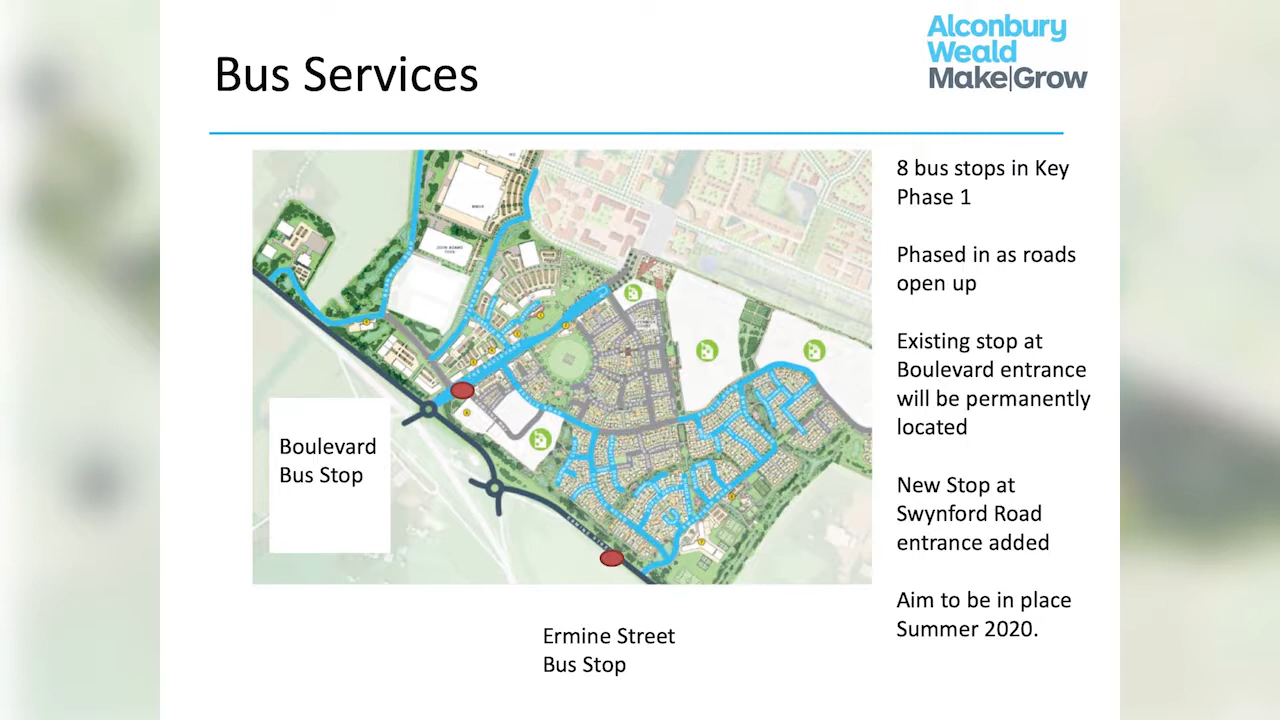 Bus Services
Alconbury
Weald
Make|Grow
8 bus stops in Key
Phase 1
Phased in as roads
open up
Existing stop at
Boulevard entrance
will be permanently
located
New Stop at
Swynford Road
entrance added
Aim to be in place
Summer 2020.
THE BOULEVARD
Boulevard
Bus Stop
Ermine Street
Bus Stop